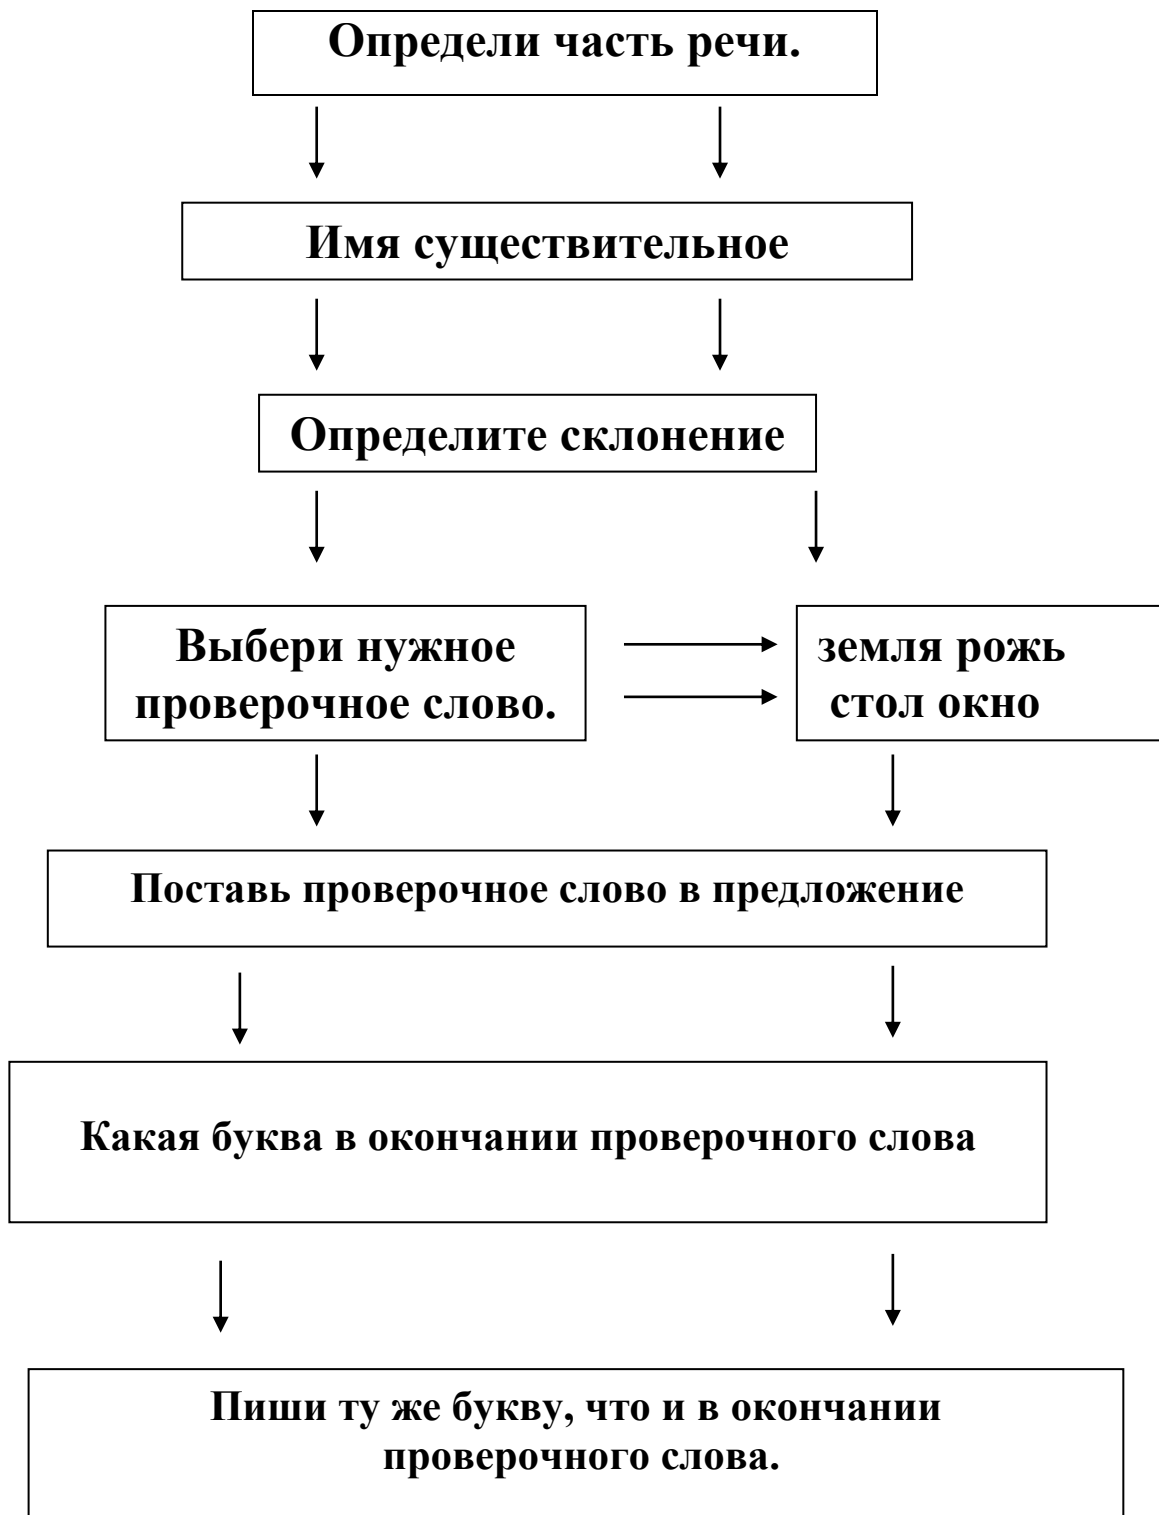 Определи часть речи.
Имя существительное
Определите склонение
Выбери нужное
проверочное слово.
земля рожь
стол окно
Поставь проверочное слово в предложение
Какая буква в окончании проверочного слова
Пиши ту же букву, что и в окончании
проверочного слова.